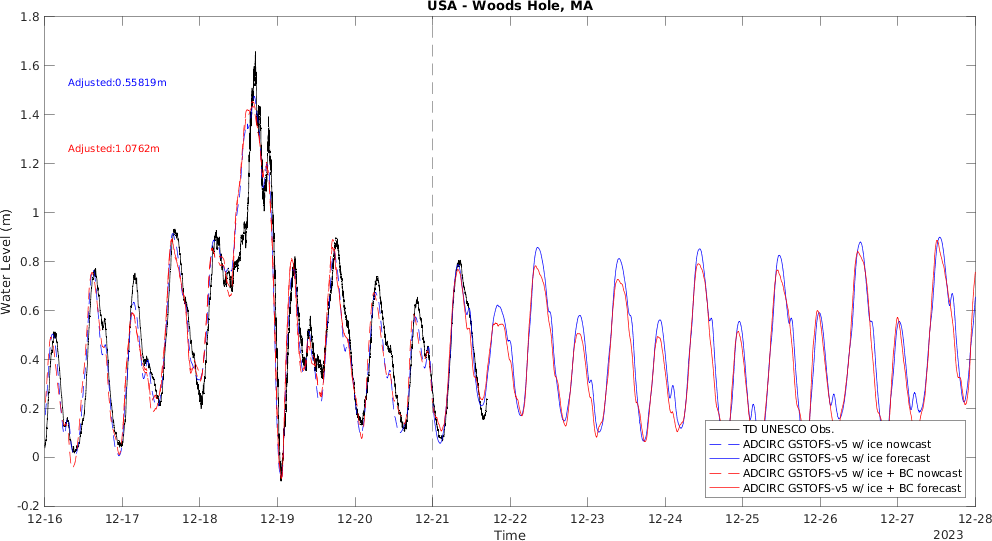 USA - Woods Hole, MA
1.8
1.6
1.4
1.2
1
0.8
0.6
0.4
0.2
0
-0.2
Water Level (m)
Adjusted:0.55819m
Adjusted:1.0762m
TD UNESCO Obs.
ADCIRC GSTOFS-v5 w/ ice nowcast
ADCIRC GSTOFS-v5 w/ ice forecast
ADCIRC GSTOFS-v5 w/ ice + BC nowcast
ADCIRC GSTOFS-v5 w/ ice + BC forecast
12-16 12-17 12-18 12-19 12-20 12-21 12-22 12-23 12-24 12-25 12-26 12-27 12-28
Time
2023